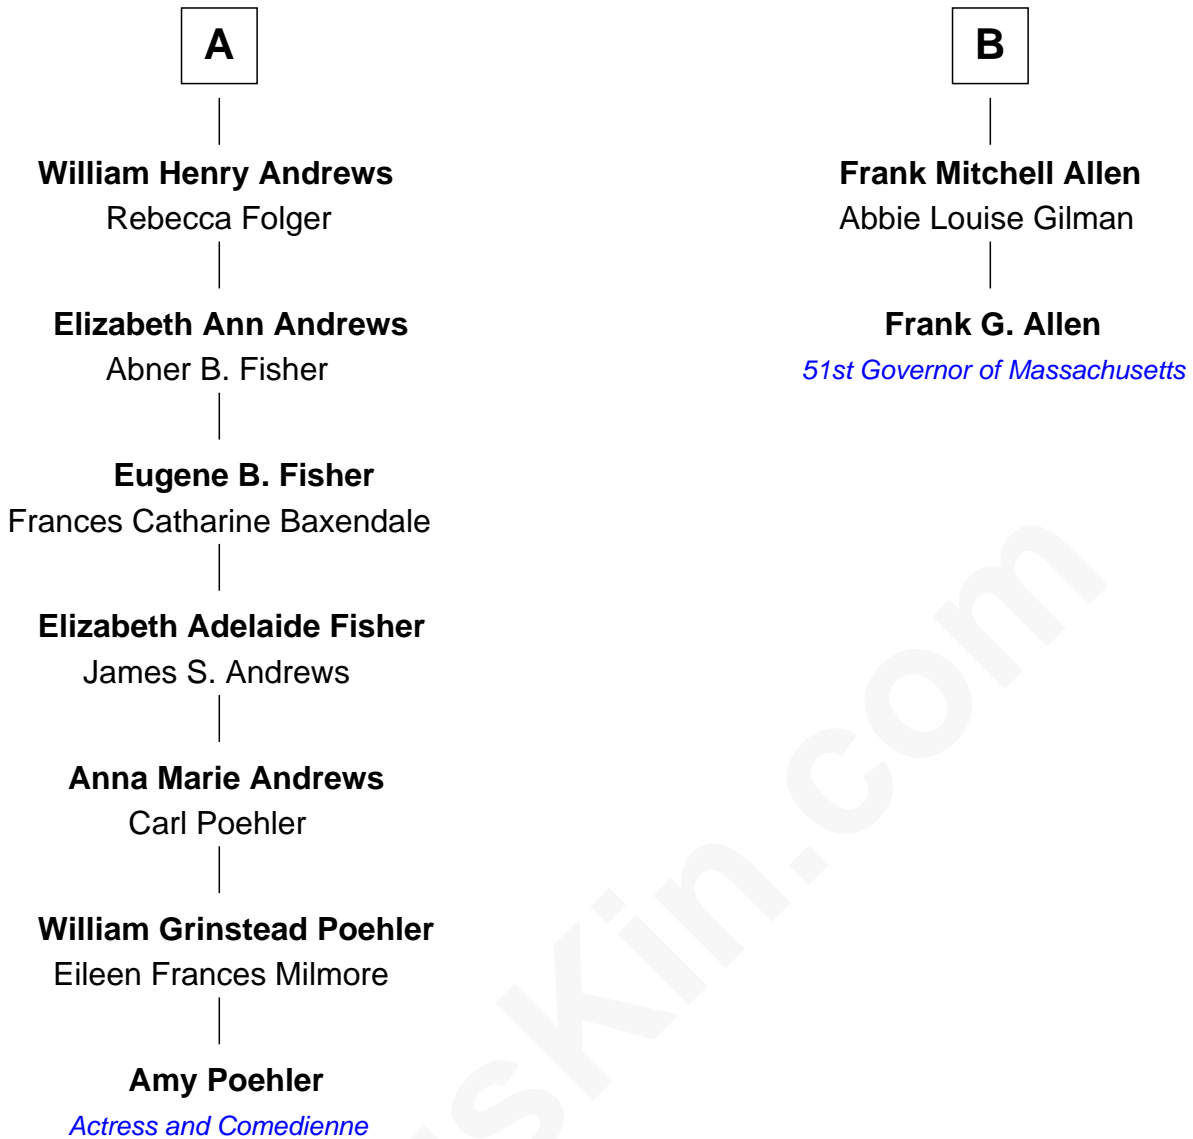 A
William Henry Andrews
Rebecca Folger
Elizabeth Ann Andrews
Abner B. Fisher
Eugene B. Fisher
Frances Catharine Baxendale
Elizabeth Adelaide Fisher
James S. Andrews
Anna Marie Andrews
Carl Poehler
William Grinstead Poehler
Eileen Frances Milmore
Amy Poehler
Actress and Comedienne
B
Frank Mitchell Allen
Abbie Louise Gilman
Frank G. Allen
51st Governor of Massachusetts
sKin.com